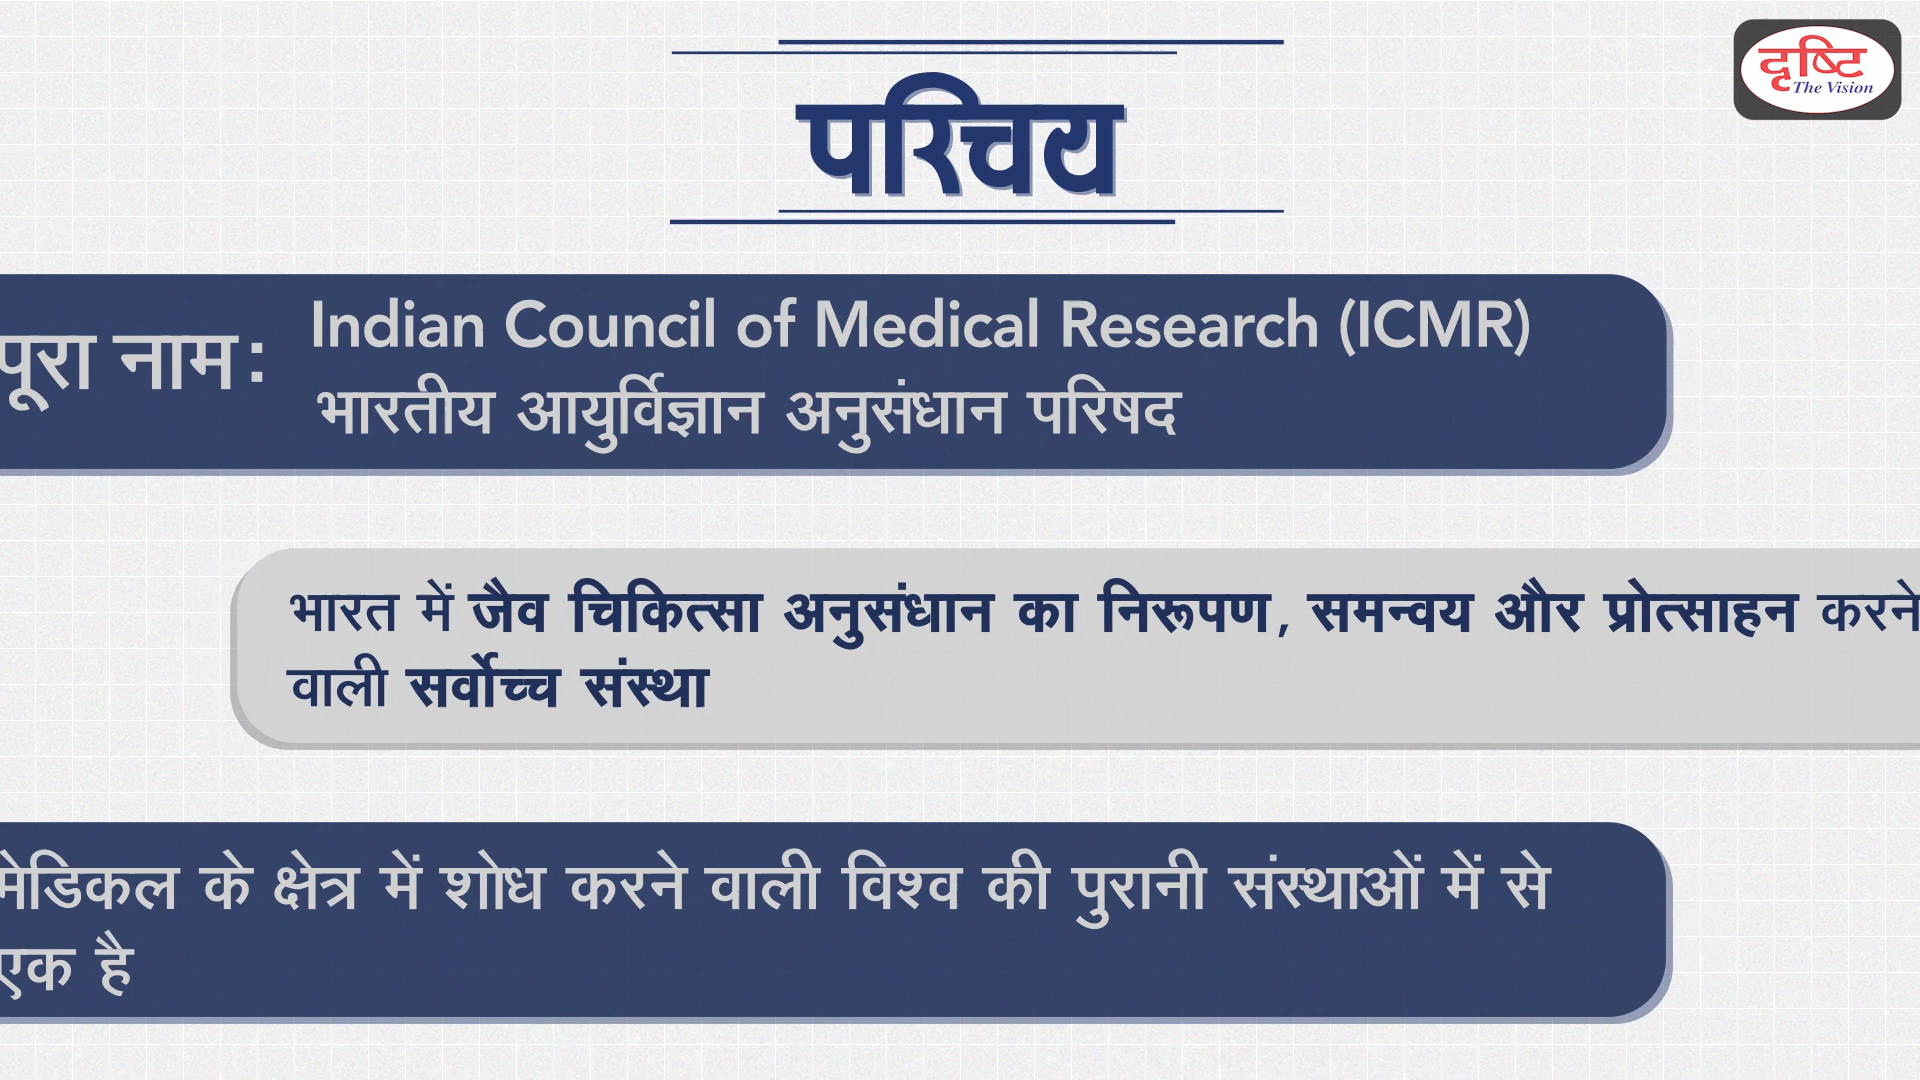 दृष्टि
The Vision
परिचय
पूरा नाम:
Indian Council of Medical Research (ICMR)
भारतीय आयुर्विज्ञान अनुसंधान परिषद
भारत में जैव चिकित्सा अनुसंधान का निरूपण, समन्वय और प्रोत्साहन करने
वाली सर्वोच्च संस्था
मेडिकल के क्षेत्र में शोध करने वाली विश्व की पुरानी संस्थाओं में से
एक है